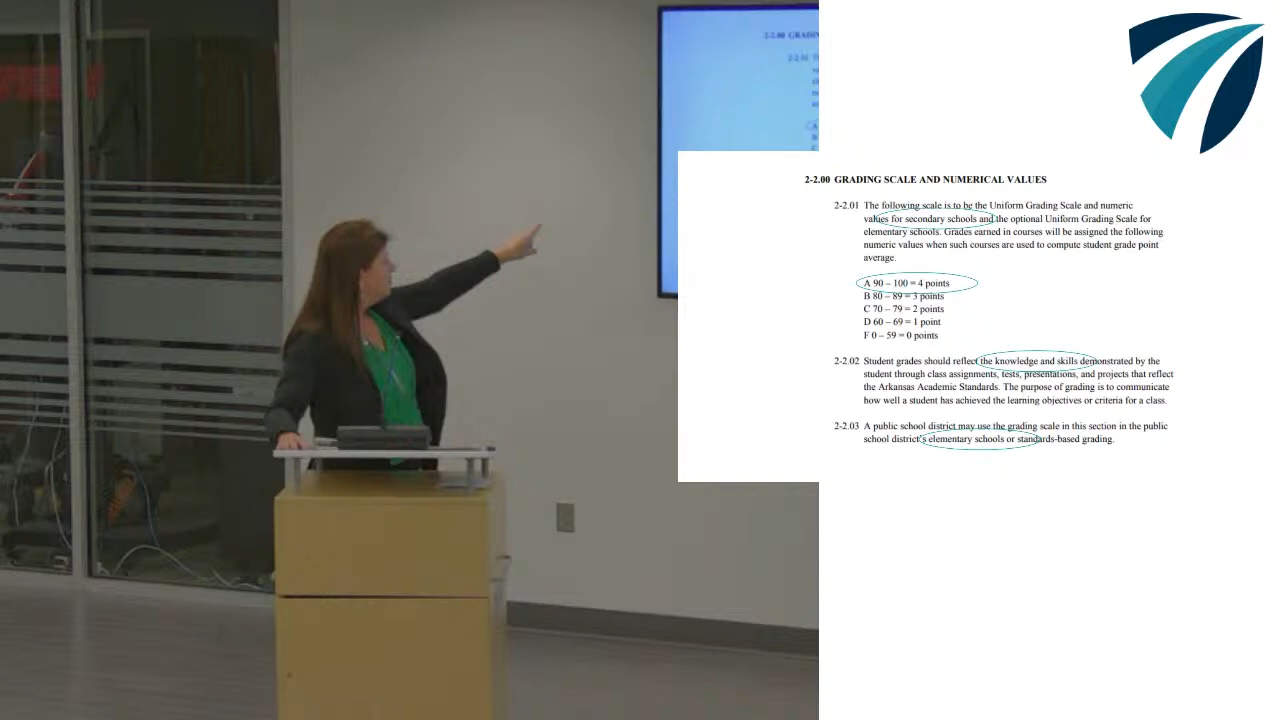 2-2.00 GRADING SCALE AND NUMERICAL VALUES
2-2.01 The following scale is to be the Uniform Grading Scale and numeric
values for secondary schools and the optional Uniform Grading Scale for
elementary schools. Grades earned in courses will be assigned the following
numeric values when such courses are used to compute student grade point
average.
A 90 – 100 = 4 points
B 80 – 89 = 3 points
C 70 – 79 = 2 points
D 60 – 69 = 1 point
F 0 – 59 = 0 points
2-2.02 Student grades should reflect the knowledge and skills demonstrated by the
student through class assignments, tests, presentations, and projects that reflect
the Arkansas Academic Standards. The purpose of grading is to communicate
how well a student has achieved the learning objectives or criteria for a class.
2-2.03 A public school district may use the grading scale in this section in the public
school district's elementary schools or standards-based grading.